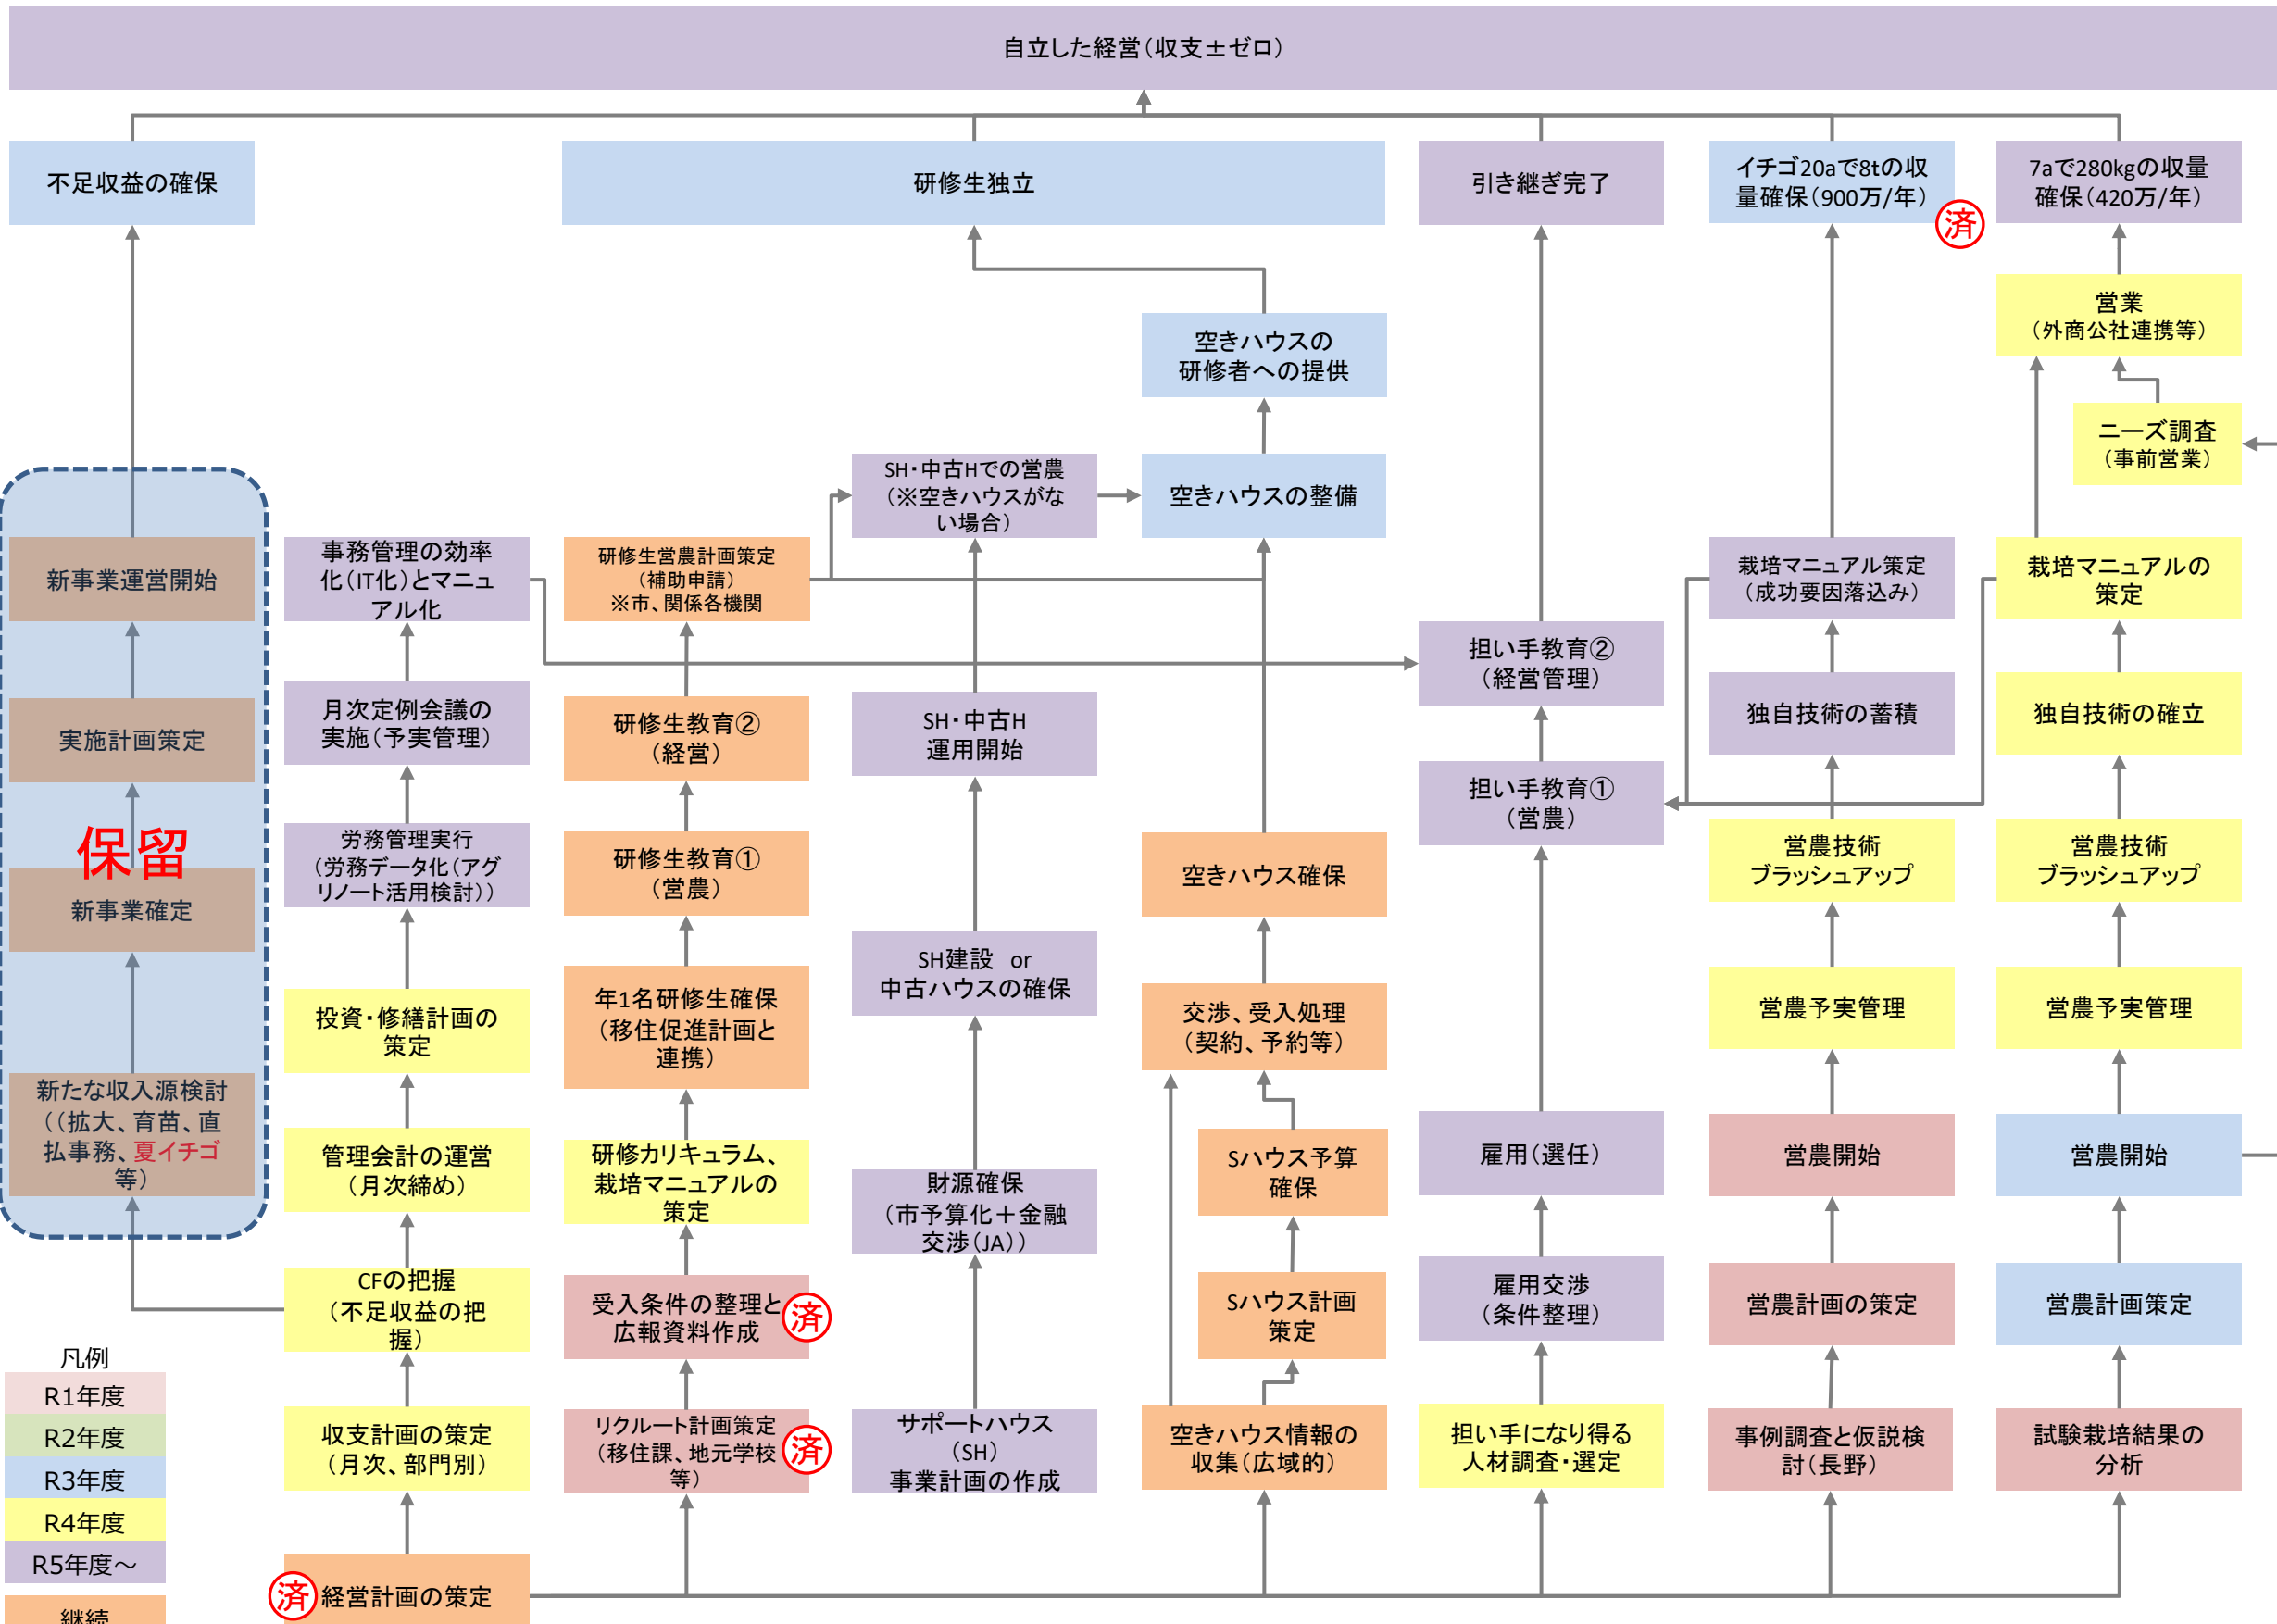 自立した経営（収支±ゼロ）
不足収益の確保
研修生独立
引き継ぎ完了
イチゴ20aで8tの収
量確保（900万/年）
済
7aで280kgの収量
確保（420万/年）
営業
（外商公社連携等）
空きハウスの
研修者への提供
ニーズ調査
（事前営業）
SH・中古Hでの営農
（※空きハウスがな
い場合）
空きハウスの整備
新事業運営開始
事務管理の効率
化（IT化）とマニュ
アル化
研修生営農計画策定
（補助申請）
※市、関係各機関
栽培マニュアル策定
（成功要因落込み）
栽培マニュアルの
策定
担い手教育②
（経営管理）
実施計画策定
月次定例会議の
実施（予実管理）
研修生教育②
（経営）
SH・中古H
運用開始
独自技術の蓄積
独自技術の確立
担い手教育①
（営農）
保留
新事業確定
労務管理実行
（労務データ化（アグ
リノート活用検討））
研修生教育①
（営農）
空きハウス確保
営農技術
ブラッシュアップ
営農技術
ブラッシュアップ
投資・修繕計画の
策定
年1名研修生確保
（移住促進計画と
連携）
SH建設 or
中古ハウスの確保
交渉、受入処理
（契約、予約等）
営農予実管理
営農予実管理
新たな収入源検討
（（拡大、育苗、直
払事務、夏イチゴ
等）
管理会計の運営
（月次締め）
研修カリキュラム、
栽培マニュアルの
策定
財源確保
（市予算化＋金融
交渉（JA））
Sハウス予算
確保
雇用（選任）
営農開始
営農開始
CFの把握
（不足収益の把
握）
受入条件の整理と
広報資料作成
済
Sハウス計画
策定
雇用交渉
（条件整理）
営農計画の策定
営農計画策定
収支計画の策定
（月次、部門別）
リクルート計画策定
（移住課、地元学校
等）
済
サポートハウス
（SH）
事業計画の作成
空きハウス情報の
収集（広域的）
担い手になり得る
人材調査・選定
事例調査と仮説検
討（長野）
試験栽培結果の
分析
済
経営計画の策定
凡例
R1年度
R2年度
R3年度
R4年度
R5年度～
継続